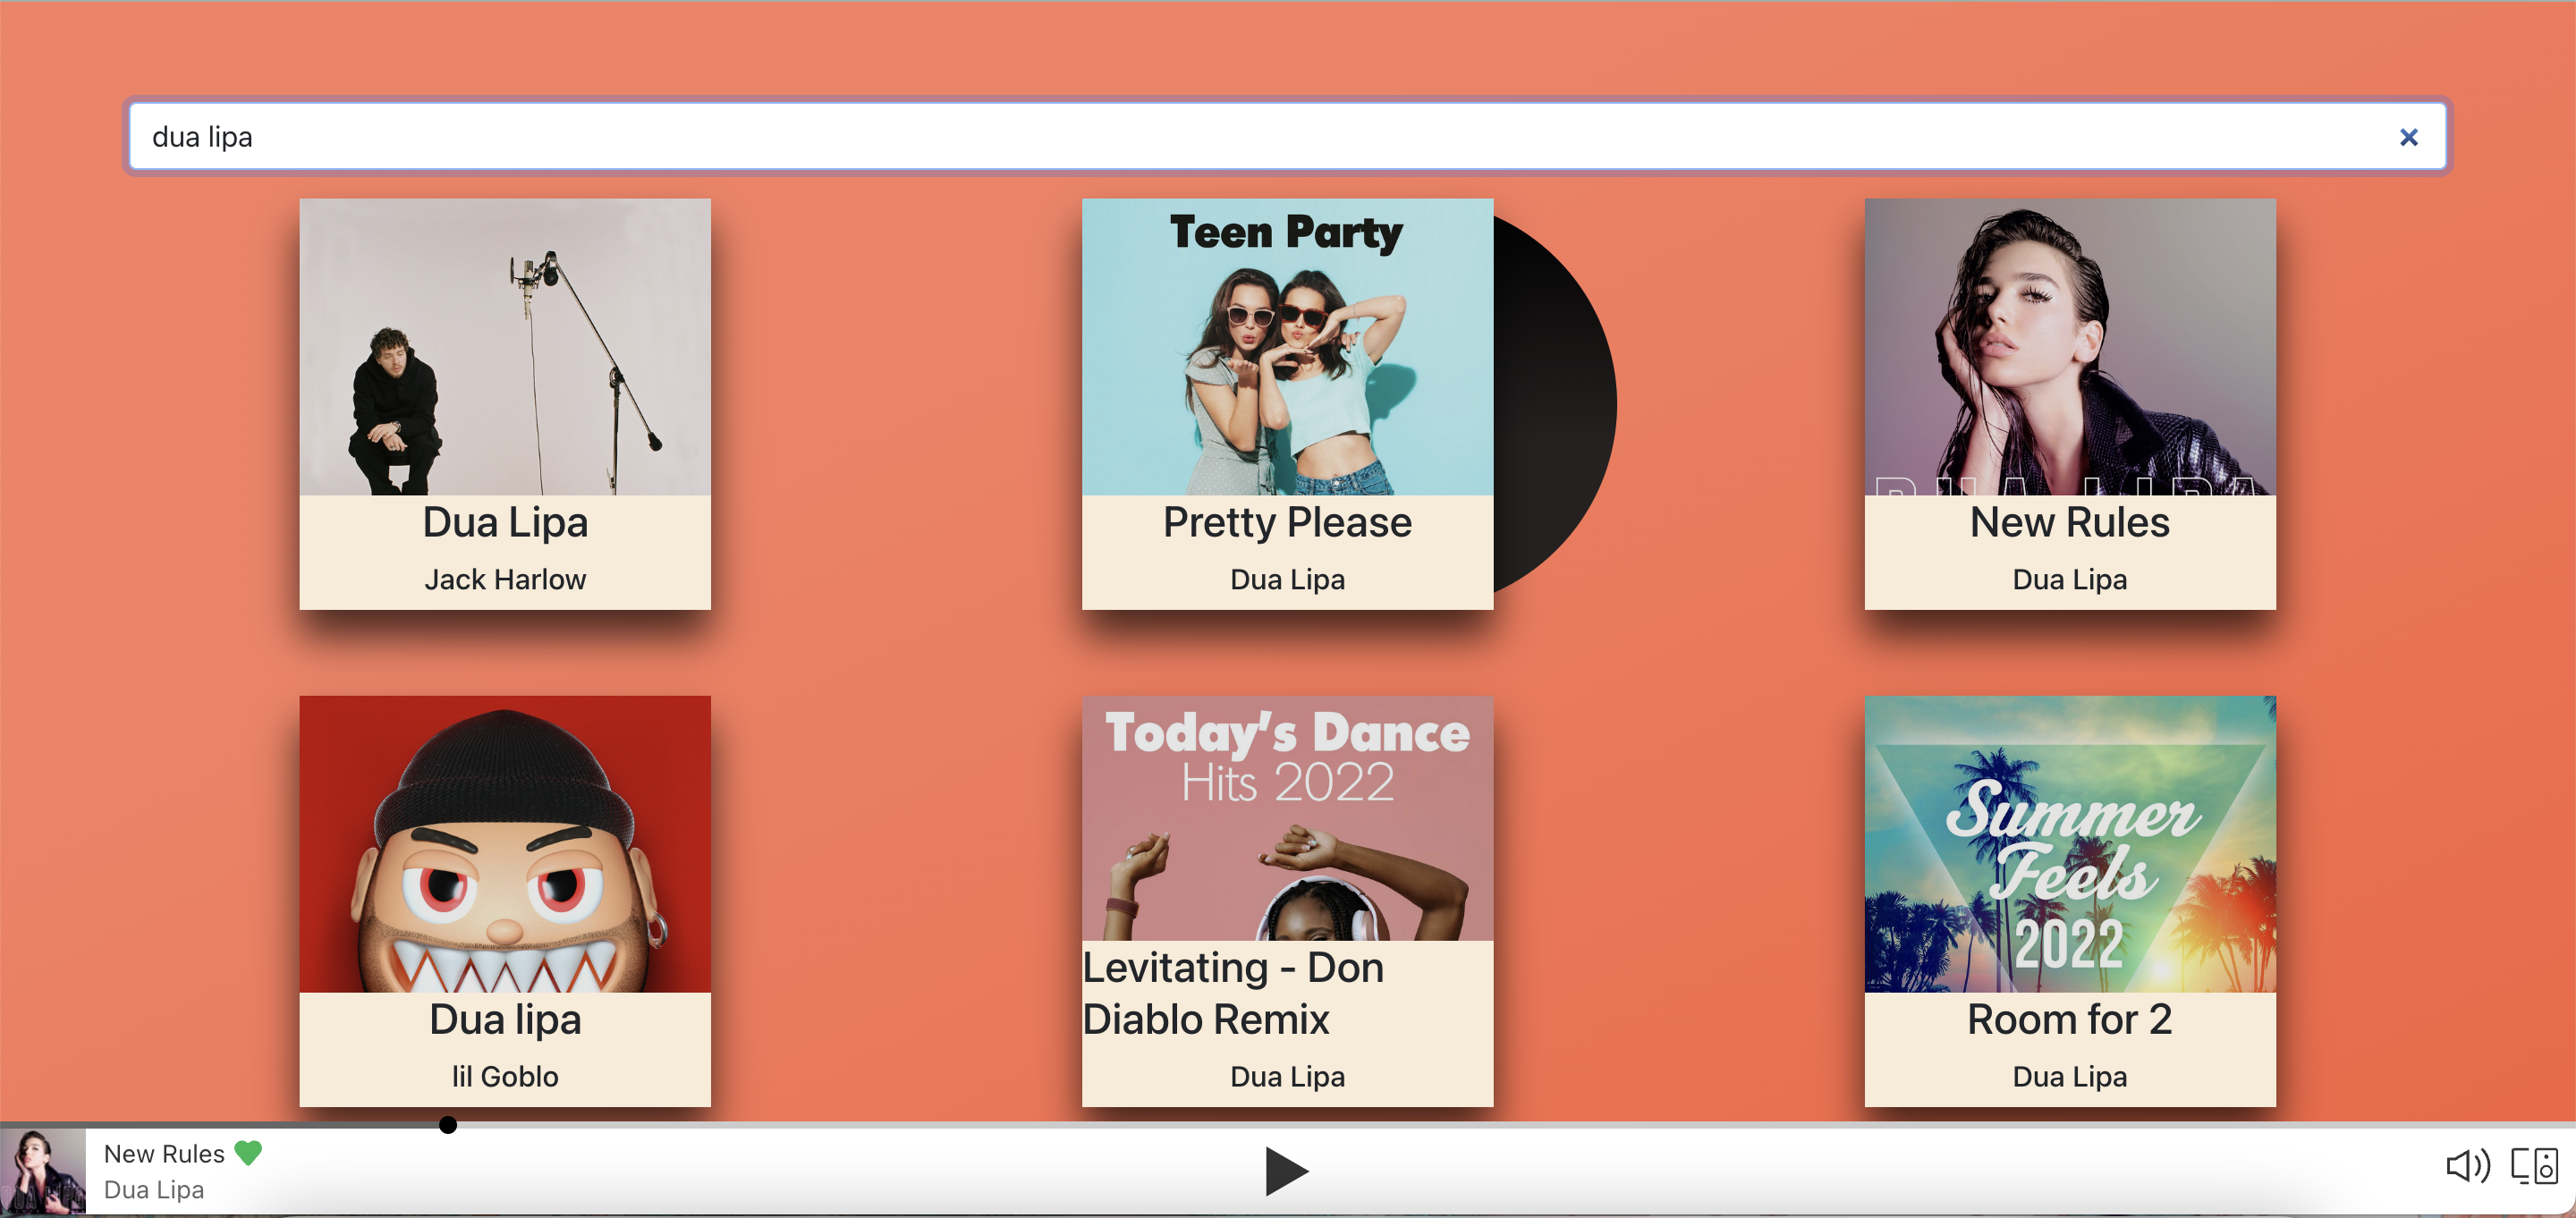 dua lipa
Teen Party
DUA LIPA
Dua Lipa
Jack Harlow
Pretty Please
Dua Lipa
New Rules
Dua Lipa
Today's Dance
Hits 2022
Summer
Feels
2022
Dua lipa
lil Goblo
Levitating - Don
Diablo Remix
Dua Lipa
Room for 2
Dua Lipa
New Rules
Dua Lipa